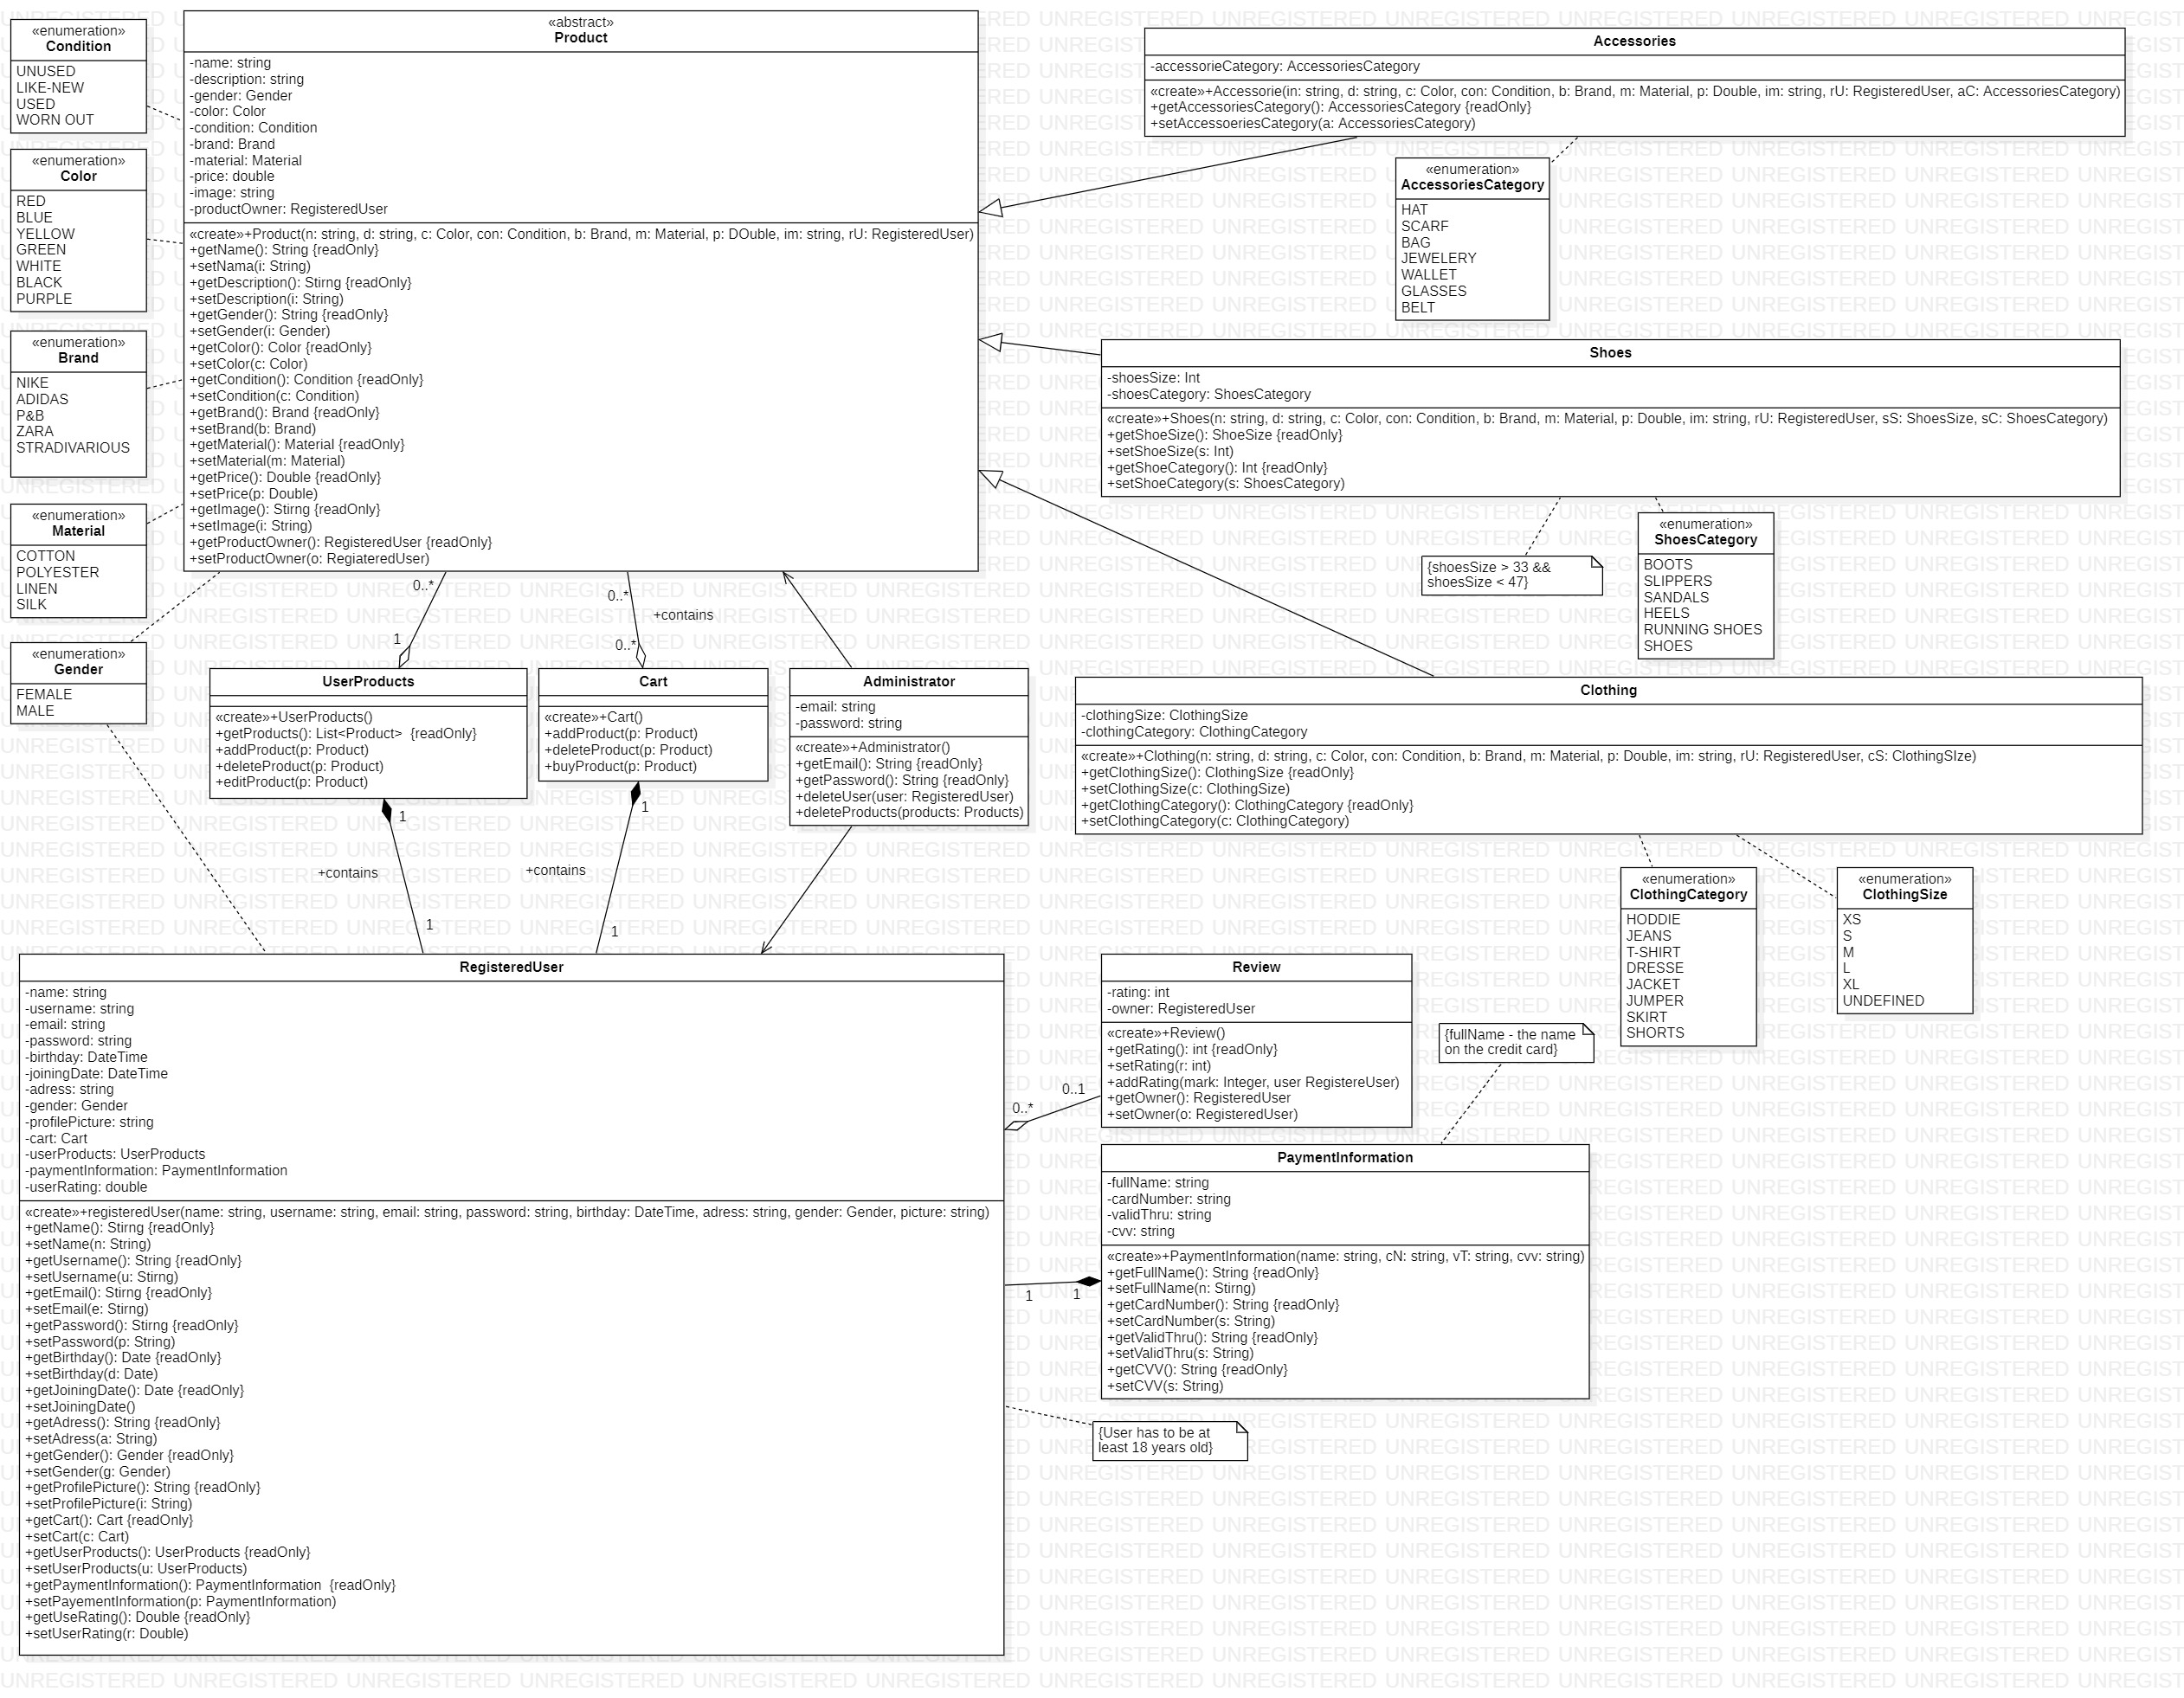 «enumeration»
Condition
UNUSED
LIKE-NEW
USED
WORN OUT
«enumeration»
Color
RED
BLUE
YELLOW
GREEN
WHITE
BLACK
PURPLE
«enumeration»
Brand
NIKE
ADIDAS
P&B
ZARA
STRADIVARIOUS
«enumeration»
Material
COTTON
POLYESTER
LINEN
SILK
«enumeration»
Gender
FEMALE
MALE
«abstract»
Product
-name: string
-description: string
-gender: Gender
-color: Color
-condition: Condition
-brand: Brand
-material: Material
-price: double
-image: string
-productOwner: RegisteredUser
«create»+Product(n: string, d: string, c: Color, con: Condition, b: Brand, m: Material, p: DOuble, im: string, rU: RegisteredUser)
+getName(): String {readOnly}
+setNama(i: String)
+getDescription(): Stirng {readOnly}
+setDescription(i: String)
+getGender(): String {readOnly}
+setGender(i: Gender)
+getColor(): Color {readOnly}
+setColor(c: Color)
+getCondition(): Condition {readOnly}
+setCondition(c: Condition)
+getBrand(): Brand {readOnly}
+setBrand(b: Brand)
+getMaterial(): Material {readOnly}
+setMaterial(m: Material)
+getPrice(): Double {readOnly}
+setPrice(p: Double)
+getImage(): Stirng {readOnly}
+setImage(i: String)
+getProductOwner(): RegisteredUser {readOnly}
+setProductOwner(o: RegiateredUser)
Accessories
-accessorieCategory: AccessoriesCategory
«create»+Accessorie(in: string, d: string, c: Color, con: Condition, b: Brand, m: Material, p: Double, im: string, rU: RegisteredUser, aC: AccessoriesCategory)
+getAccessoriesCategory(): AccessoriesCategory {readOnly}
+setAccessoeriesCategory(a: AccessoriesCategory)
«enumeration»
AccessoriesCategory
HAT
SCARF
BAG
JEWELERY
WALLET
GLASSES
BELT
Shoes
-shoesSize: Int
-shoesCategory: ShoesCategory
«create»+Shoes(n: string, d: string, c: Color, con: Condition, b: Brand, m: Material, p: Double, im: string, rU: RegisteredUser, sS: ShoesSize, sC: ShoesCategory)
+getShoeSize(): ShoeSize {readOnly}
+setShoeSize(s: Int)
+getShoeCategory(): Int {readOnly}
+setShoeCategory(s: ShoesCategory)
{shoesSize > 33 &&
shoesSize < 47}
«enumeration»
ShoesCategory
BOOTS
SLIPPERS
SANDALS
HEELS
RUNNING SHOES
SHOES
0..*
1
0..*
+contains
0..*
UserProducts
«create»+UserProducts()
+getProducts(): List<Product>  {readOnly}
+addProduct(p: Product)
+deleteProduct(p: Product)
+editProduct(p: Product)
Cart
«create»+Cart()
+addProduct(p: Product)
+deleteProduct(p: Product)
+buyProduct(p: Product)
Administrator
-email: string
-password: string
«create»+Administrator()
+getEmail(): String {readOnly}
+getPassword(): String {readOnly}
+deleteUser(user: RegisteredUser)
+deleteProducts(products: Products)
Clothing
-clothingSize: ClothingSize
-clothingCategory: ClothingCategory
«create»+Clothing(n: string, d: string, c: Color, con: Condition, b: Brand, m: Material, p: Double, im: string, rU: RegisteredUser, cS: ClothingSIze)
+getClothingSize(): ClothingSize {readOnly}
+setClothingSize(c: ClothingSize)
+getClothingCategory(): ClothingCategory {readOnly}
+setClothingCategory(c: ClothingCategory)
«enumeration»
ClothingCategory
HODDIE
JEANS
T-SHIRT
DRESSE
JACKET
JUMPER
SKIRT
SHORTS
«enumeration»
ClothingSize
XS
S
M
L
XL
UNDEFINED
1
+contains
1
1
+contains
1
RegisteredUser
-name: string
-username: string
-email: string
-password: string
-birthday: DateTime
-joiningDate: DateTime
-adress: string
-gender: Gender
-profilePicture: string
-cart: Cart
-userProducts: UserProducts
-paymentInformation: PaymentInformation
-userRating: double
«create»+registeredUser(name: string, username: string, email: string, password: string, birthday: DateTime, adress: string, gender: Gender, picture: string)
+getName(): Stirng {readOnly}
+setName(n: String)
+getUsername(): String {readOnly}
+setUsername(u: Stirng)
+getEmail(): Stirng {readOnly}
+setEmail(e: Stirng)
+getPassword(): Stirng {readOnly}
+setPassword(p: String)
+getBirthday(): Date {readOnly}
+setBirthday(d: Date)
+getJoiningDate(): Date {readOnly}
+setJoiningDate()
+getAdress(): String {readOnly}
+setAdress(a: String)
+getGender(): Gender {readOnly}
+setGender(g: Gender)
+getProfilePicture(): String {readOnly}
+setProfilePicture(i: String)
+getCart(): Cart {readOnly}
+setCart(c: Cart)
+getUserProducts(): UserProducts {readOnly}
+setUserProducts(u: UserProducts)
+getPaymentInformation(): PaymentInformation  {readOnly}
+setPayementInformation(p: PaymentInformation)
+getUseRating(): Double {readOnly}
+setUserRating(r: Double)
Review
-rating: int
-owner: RegisteredUser
«create»+Review()
+getRating(): int {readOnly}
+setRating(r: int)
+addRating(mark: Integer, user RegistereUser)
+getOwner(): RegisteredUser
+setOwner(o: RegisteredUser)
0..1
0..*
{fullName - the name
on the credit card}
PaymentInformation
-fullName: string
-cardNumber: string
-validThru: string
-cvv: string
«create»+PaymentInformation(name: string, cN: string, vT: string, cvv: string)
+getFullName(): String {readOnly}
+setFullName(n: Stirng)
+getCardNumber(): String {readOnly}
+setCardNumber(s: String)
+getValidThru(): String {readOnly}
+setValidThru(s: String)
+getCVV(): String {readOnly}
+setCVV(s: String)
1
1
{User has to be at
least 18 years old}
UNREGISTERED